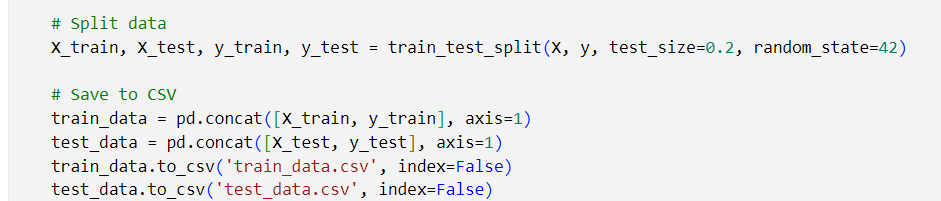 # Split data
X_train, X_test, y_train, y_test = train_test_split(X, y, test_size=0.2, random_state=42)
# Save to CSV
train_data = pd.concat([X_train, y_train], axis=1)
test_data = pd.concat([X_test, y_test], axis=1)
train_data.to_csv('train_data.csv', index=False)
test_data.to_csv('test_data.csv', index=False)